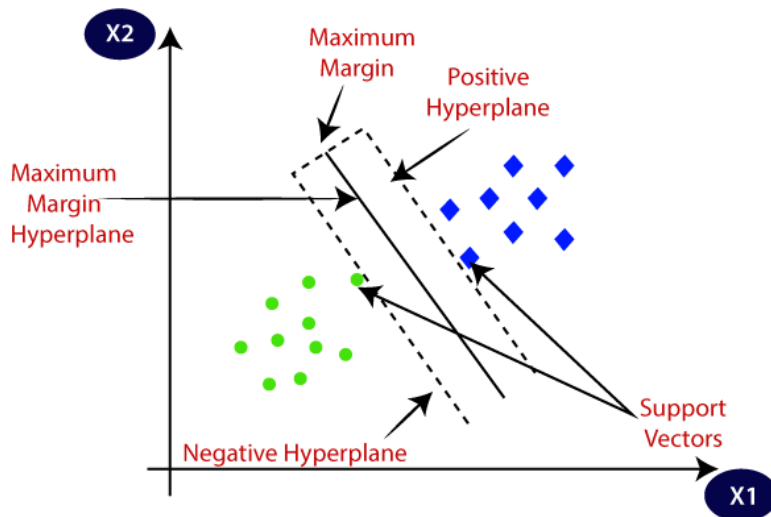 X2
Maximum
Margin
Positive
Hyperplane
Maximum
Margin
Hyperplane
Support
Vectors
Negative Hyperplane
X1